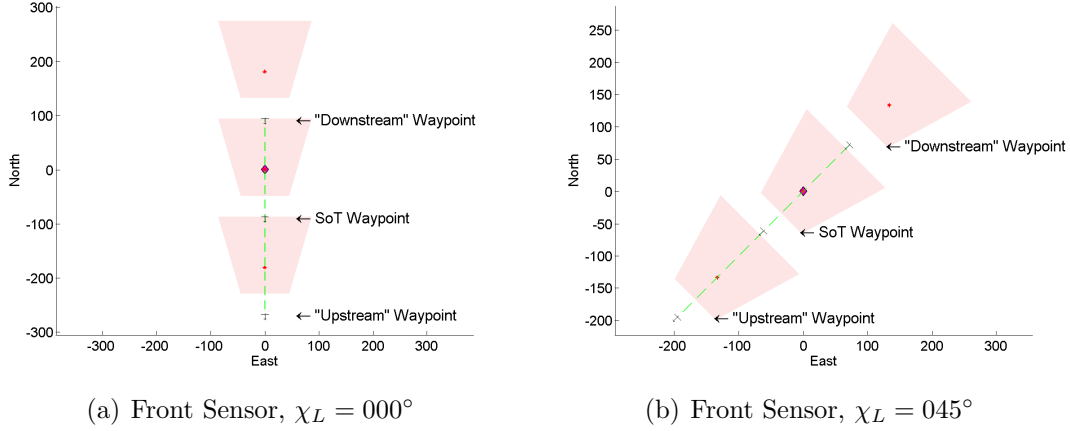 300
200
100
0
-100
-200
-300
North
-300 -200 -100 0 100 200 300
East
"Downstream" Waypoint
SoT Waypoint
"Upstream" Waypoint
(a) Front Sensor, χ_L = 000°
250
200
150
100
50
0
-50
-100
-150
-200
North
-200 -100 0 100 200 300
East
"Downstream" Waypoint
SoT Waypoint
"Upstream" Waypoint
(b) Front Sensor, χ_L = 045°